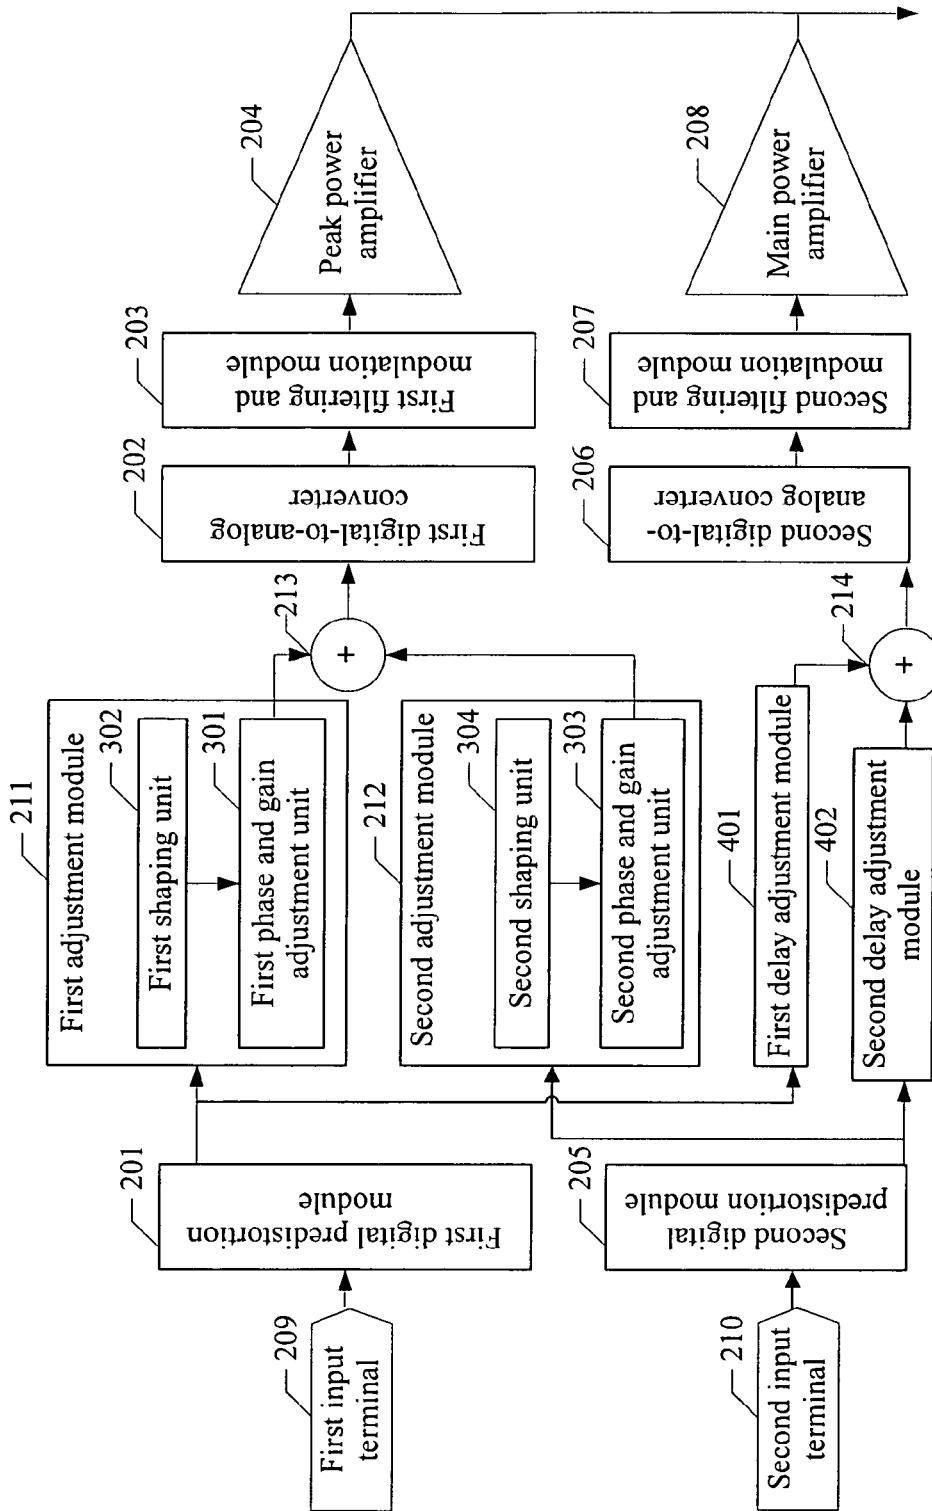 209
First input
terminal
201
First digital predistortion
module
211
First adjustment module
302
First shaping unit
301
First phase and gain
adjustment unit
213
+
202
First digital-to-analog
converter
203
First filtering and
modulation module
204
Peak power
amplifier
212
Second adjustment module
304
Second shaping unit
303
Second phase and gain
adjustment unit
210
Second input
terminal
205
Second digital
predistortion module
401
First delay adjustment module
402
Second delay adjustment
module
214
+
206
Second digital-to-
analog converter
207
Second filtering and
modulation module
208
Main power
amplifier